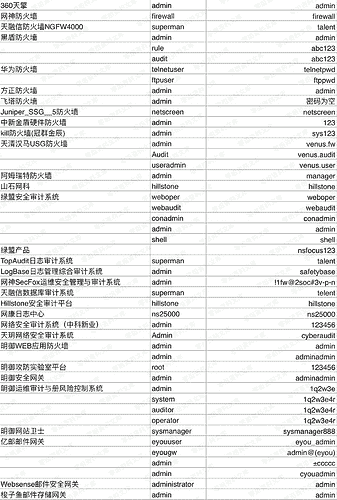 360天擎 admin admin
网神防火墙 firewall firewall
天融信防火墙NGFW4000 superman talent
黑盾防火墙 admin admin
rule abc123
audit abc123
华为防火墙 telnetuser telnetpwd
ftpuser ftppwd
方正防火墙 admin admin
飞塔防火墙 admin 密码为空
Juniper_SSG__5防火墙 netscreen netscreen
中新金盾硬件防火墙 admin 123
kill防火墙(冠群金辰) admin sys123
天清汉马USG防火墙 admin venus.fw
Audit venus.audit
useradmin venus.user
阿姆瑞特防火墙 admin manager
山石网科 hillstone hillstone
绿盟安全审计系统 weboper weboper
webaudit webaudit
conadmin conadmin
admin admin
shell shell
绿盟产品 nsfocus123
TopAudit日志审计系统 superman talent
LogBase日志管理综合审计系统 admin safetybase
网神SecFox运维安全管理与审计系统 admin !1fw@2soc#3v-p-n
天融信数据库审计系统 superman telent
Hillstone安全审计平台 hillstone hillstone
网康日志中心 ns25000 ns25000
网络安全审计系统（中科新业） admin 123456
天玥网络安全审计系统 Admin cyberaudit
明御WEB应用防火墙 admin admin
admin adminadmin
明御攻防实验室平台 root 123456
明御安全网关 admin adminadmin
明御运维审计与册风险控制系统 admin 1q2w3e
system 1q2w3e4r
auditor 1q2w3e4r
operator 1q2w3e4r
明御网站卫士 sysmanager sysmanager888
亿邮邮件网关 eyouuser eyou_admin
eyougw admin@(eyou)
admin ±ccccc
admin cyouadmin
Websense邮件安全网关 administrator admin
梭子鱼邮件存储网关 admin admin